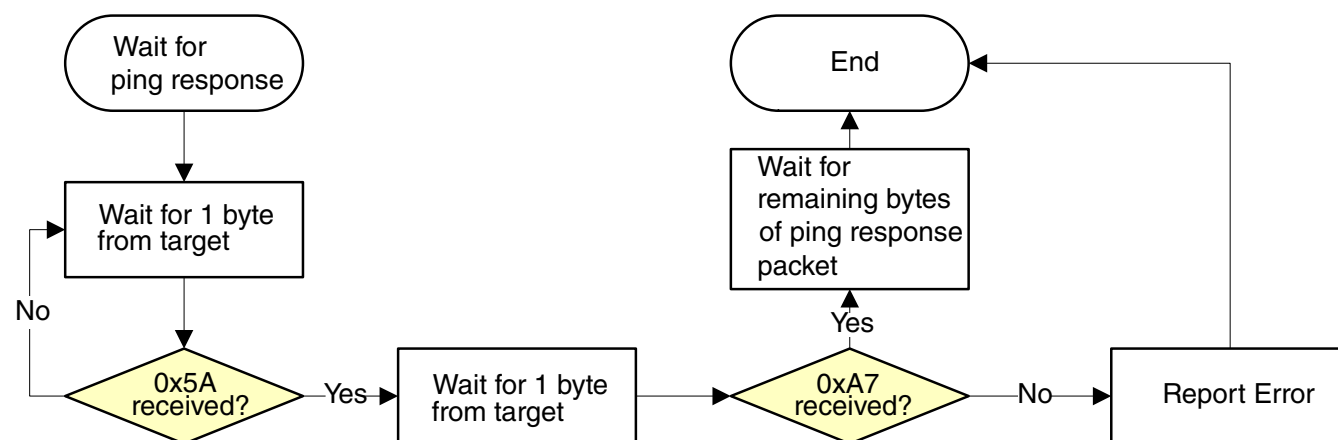 Wait for
ping response
Wait for 1 byte
from target
No
0x5A
received?
Yes
Wait for 1 byte
from target
0xA7
received?
Yes
Wait for
remaining bytes
of ping response
packet
End
No
Report Error